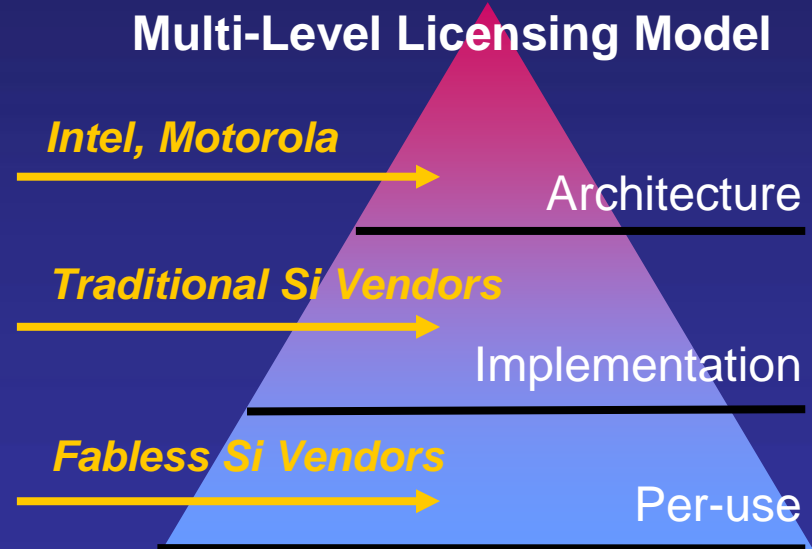 Multi-Level Licensing Model
Intel, Motorola
Architecture
Traditional Si Vendors
Implementation
Fabless Si Vendors
Per-use